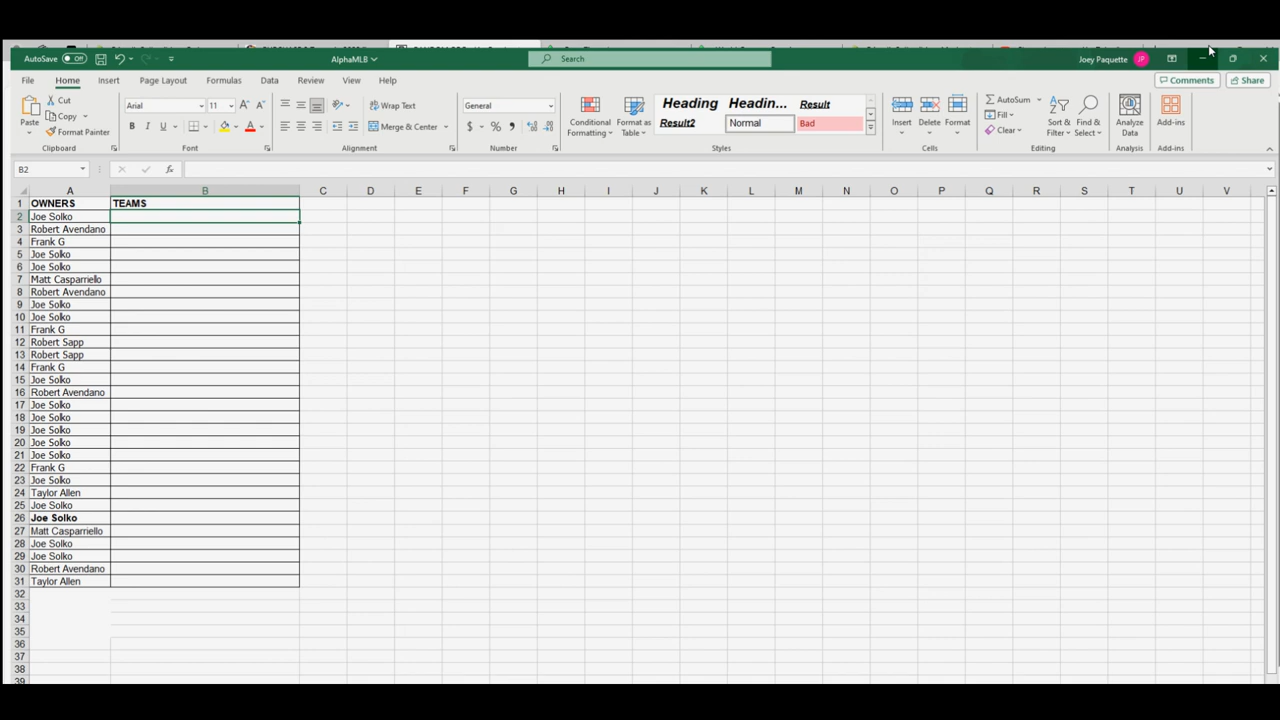 AutoSave Off AlphaMLB Search Joey Paquette JP
File Home Insert Page Layout Formulas Data Review View Help Comments Share
Paste Cut Copy Format Painter Clipboard
Arial 11 A A B I U A Font
Wrap Text Merge & Center Alignment
General $ % Number
Conditional Formatting Format as Table Heading Headin... Result Result2 Normal Bad Styles
Insert Delete Format Cells
AutoSum Fill Clear Sort & Filter Find & Select Editing
Analyze Data Analysis
Add-ins Add-ins
B2 fx
A B C D E F G H I J K L M N O P Q R S T U V
1 OWNERS TEAMS
2 Joe Solko
3 Robert Avendano
4 Frank G
5 Joe Solko
6 Joe Solko
7 Matt Casparriello
8 Robert Avendano
9 Joe Solko
10 Joe Solko
11 Frank G
12 Robert Sapp
13 Robert Sapp
14 Frank G
15 Joe Solko
16 Robert Avendano
17 Joe Solko
18 Joe Solko
19 Joe Solko
20 Joe Solko
21 Joe Solko
22 Frank G
23 Joe Solko
24 Taylor Allen
25 Joe Solko
26 Joe Solko
27 Matt Casparriello
28 Joe Solko
29 Joe Solko
30 Robert Avendano
31 Taylor Allen
32
33
34
35
36
37
38
39